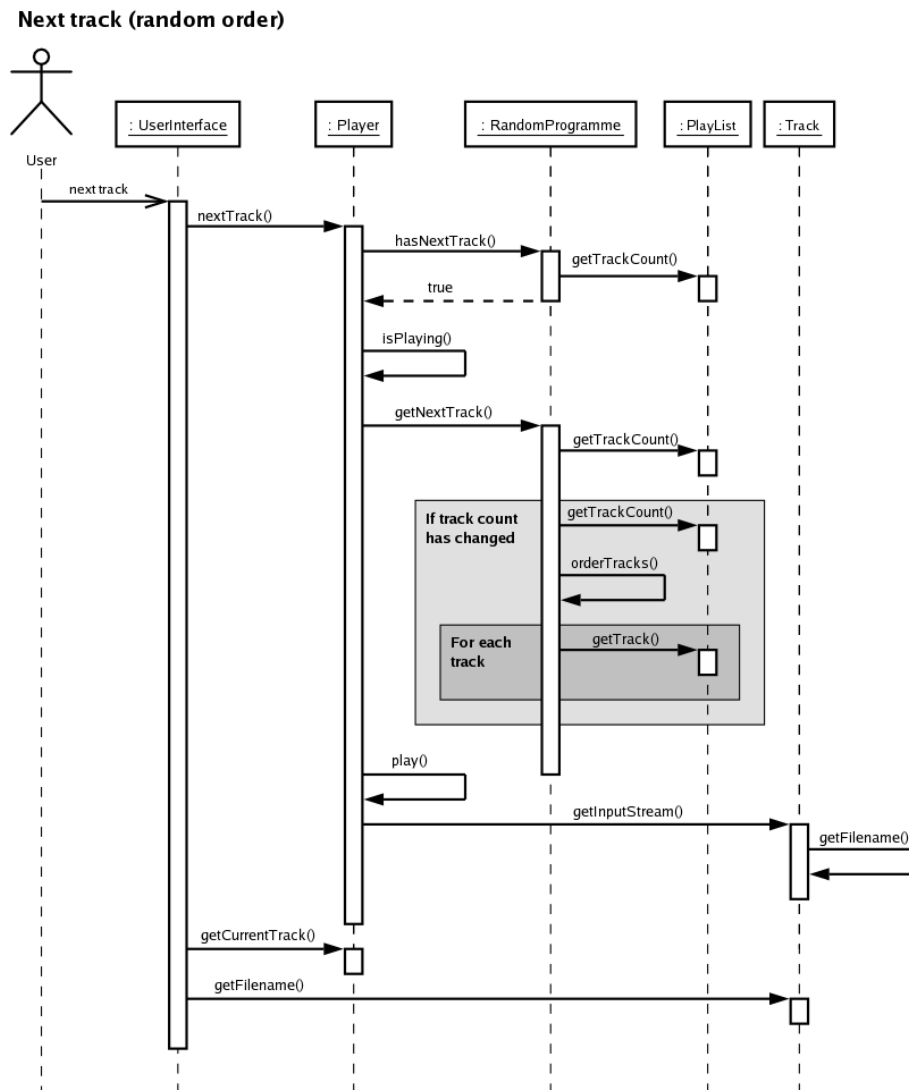 Next track (random order)
: UserInterface
: Player
: RandomProgramme
: PlayList
: Track
User
next track
nextTrack()
hasNextTrack()
getTrackCount()
true
isPlaying()
getNextTrack()
getTrackCount()
If track count
has changed
getTrackCount()
orderTracks()
For each
track
getTrack()
play()
getInputStream()
getFilename()
getCurrentTrack()
getFilename()